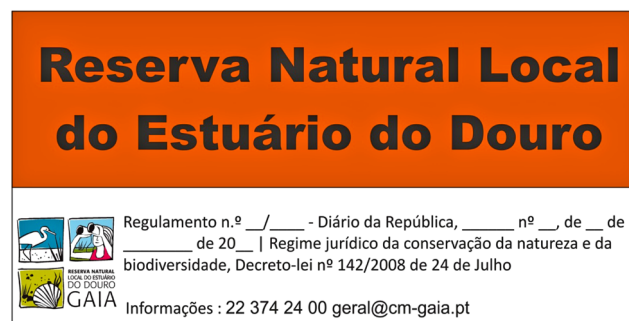 Reserva Natural Local
do Estuário do Douro
Regulamento n.º __/____ - Diário da República, ______ nº __, de __ de
________ de 20__ | Regime jurídico da conservação da natureza e da
biodiversidade, Decreto-lei nº 142/2008 de 24 de Julho
RESERVA NATURAL
LOCAL DO ESTUÁRIO
DO DOURO
GAIA
Informações : 22 374 24 00 geral@cm-gaia.pt